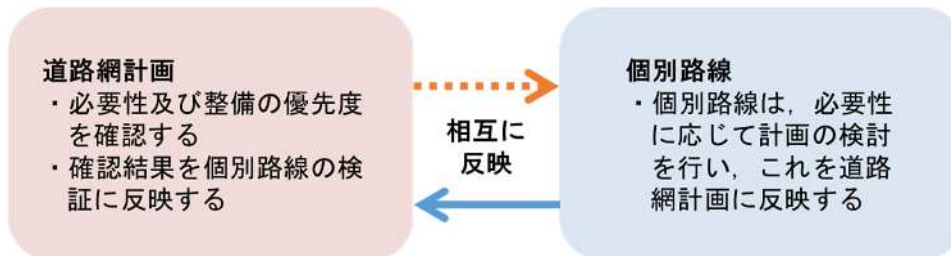 道路網計画
・必要性及び整備の優先度
を確認する
・確認結果を個別路線の検
証に反映する
相互に
反映
個別路線
・個別路線は，必要性
に応じて計画の検討
を行い，これを道路
網計画に反映する